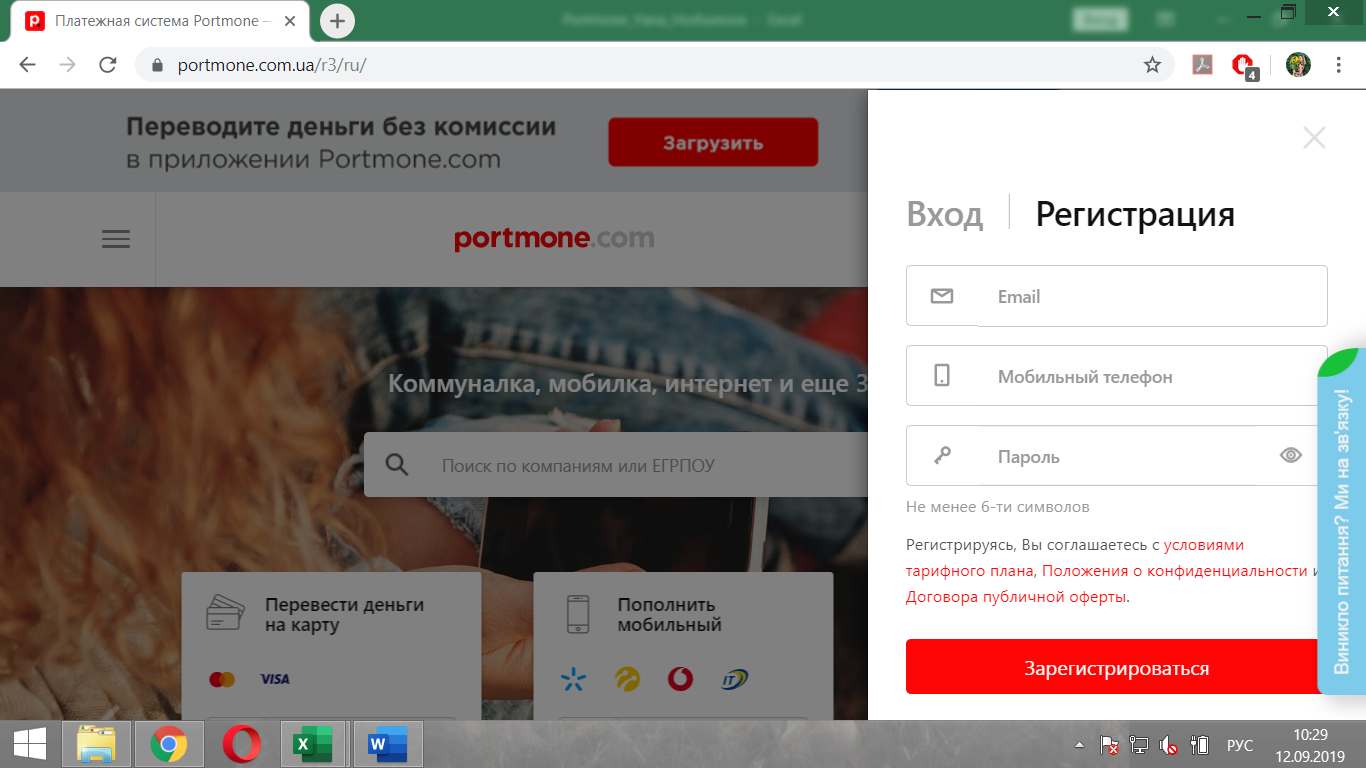 Платежная система Portmone –
portmone.com.ua/r3/ru/
4
Переводите деньги без комиссии
в приложении Portmone.com
Загрузить
portmone.com
Коммуналка, мобилка, интернет и еще 3
Поиск по компаниям или ЕГРПОУ
Перевести деньги
на карту
VISA
Пополнить
мобильный
IT
Вход
Регистрация
Email
Мобильный телефон
Пароль
Не менее 6-ти символов
Регистрируясь, Вы соглашаетесь с условиями
тарифного плана, Положения о конфиденциальности и
Договора публичной оферты.
Зарегистрироваться
Виникло питання? Ми на зв'язку!
РУС
10:29
12.09.2019